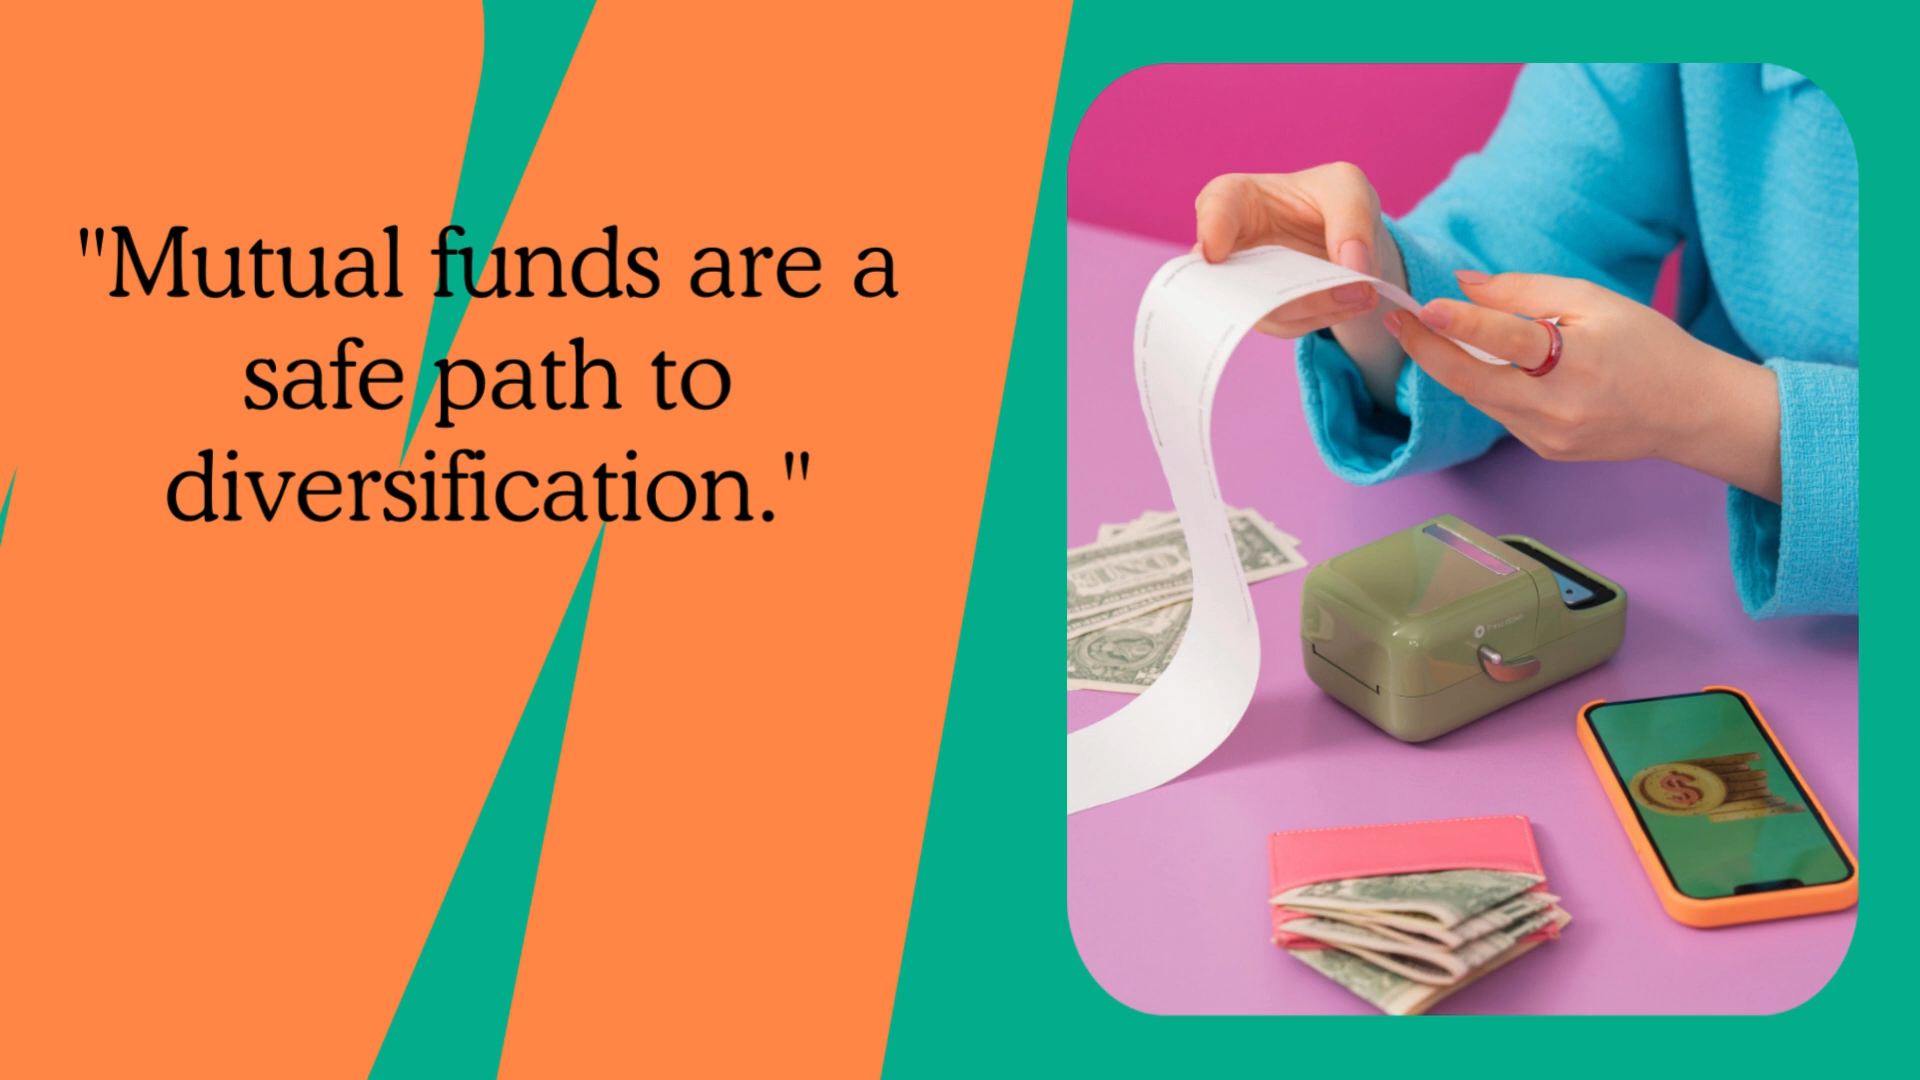 "Mutual funds are a
safe path to
diversification."